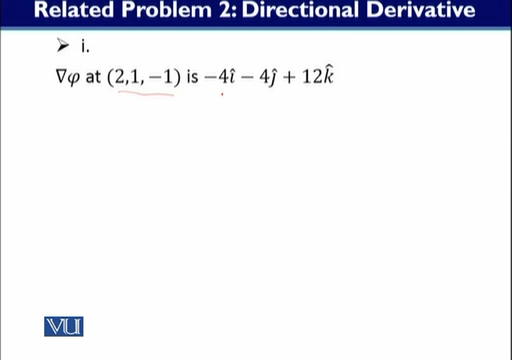 Related Problem 2: Directional Derivative
➤ i.
∇φ at (2,1, −1) is −4î − 4ĵ + 12k̂
VU